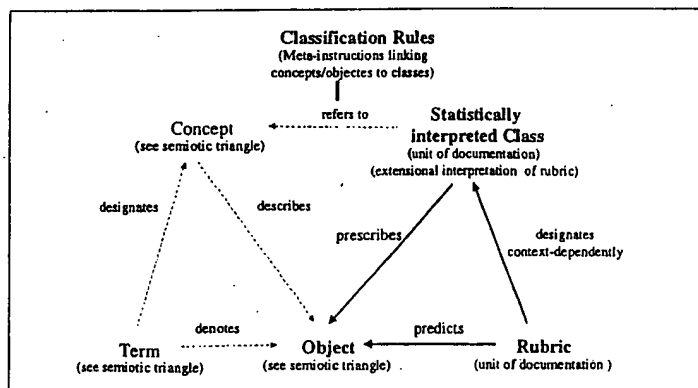 Classification Rules
(Meta-instructions linking
concepts/objectes to classes)
refers to
Concept
(see semiotic triangle)
Statistically
interpreted Class
(unit of documentation)
(extensional interpretation of rubric)
designates
describes
prescribes
designates
context-dependently
denotes
predicts
Term
(see semiotic triangle)
Object
(see semiotic triangle)
Rubric
(unit of documentation )